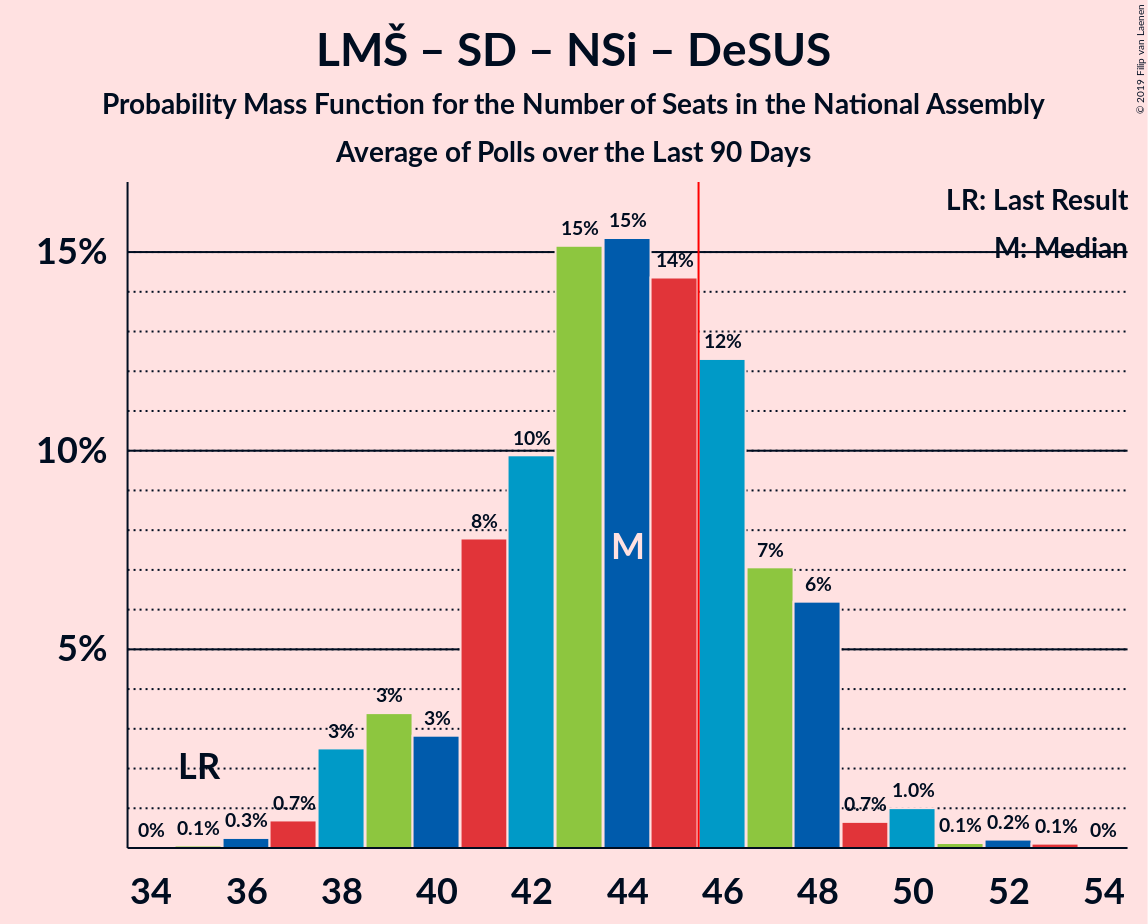 LMŠ – SD – NSi – DeSUS
Probability Mass Function for the Number of Seats in the National Assembly
Average of Polls over the Last 90 Days
© 2019 Filip van Laenen
LR: Last Result
M: Median
15%
10%
5%
0%
0.1%
0.3%
0.7%
3%
3%
3%
8%
10%
15%
15%
14%
12%
7%
6%
0.7%
1.0%
0.1%
0.2%
0.1%
0%
LR
M
34 36 38 40 42 44 46 48 50 52 54